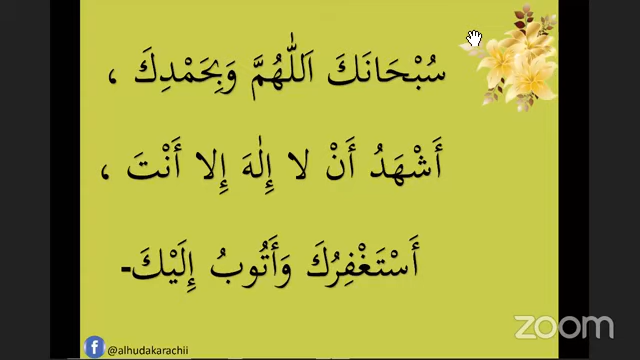 سُبْحَانَكَ اَللّٰهُمَّ وَبِحَمْدِكَ ،
أَشْهَدُ أَنْ لا إِلٰهَ إِلا أَنْتَ ،
أَسْتَغْفِرُكَ وَأَتُوبُ إِلَيْكَ-
f @alhudakarachii
zoom